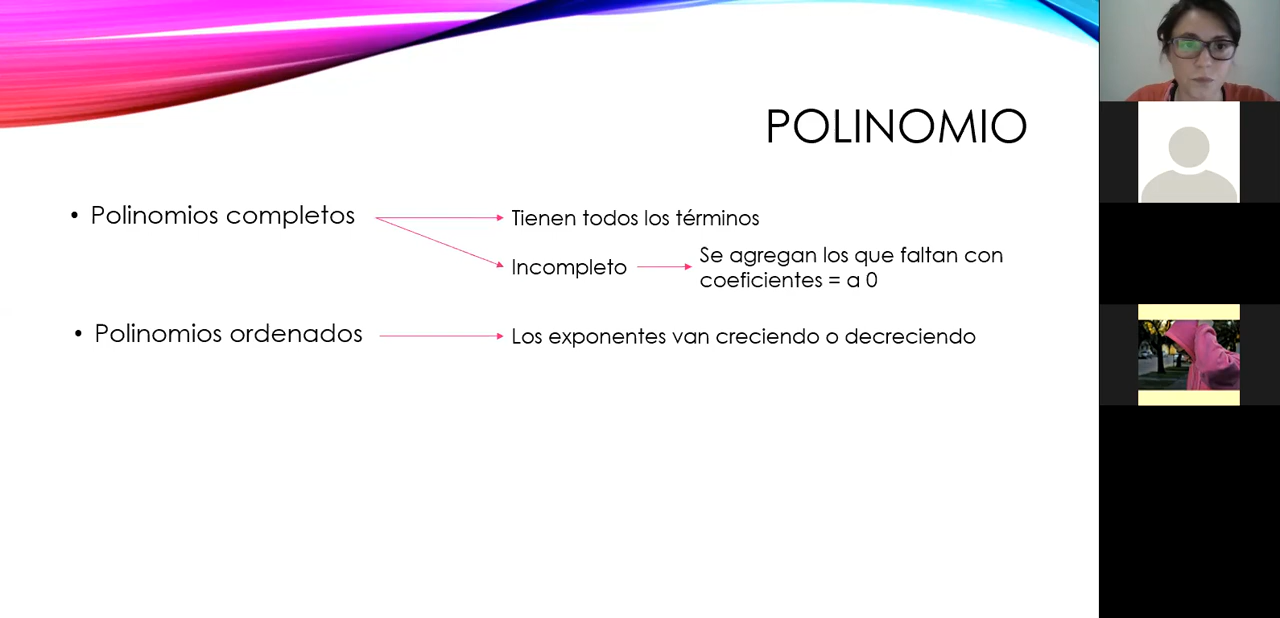 POLINOMIO
• Polinomios completos
Tienen todos los términos
Incompleto
Se agregan los que faltan con
coeficientes = a 0
• Polinomios ordenados
Los exponentes van creciendo o decreciendo